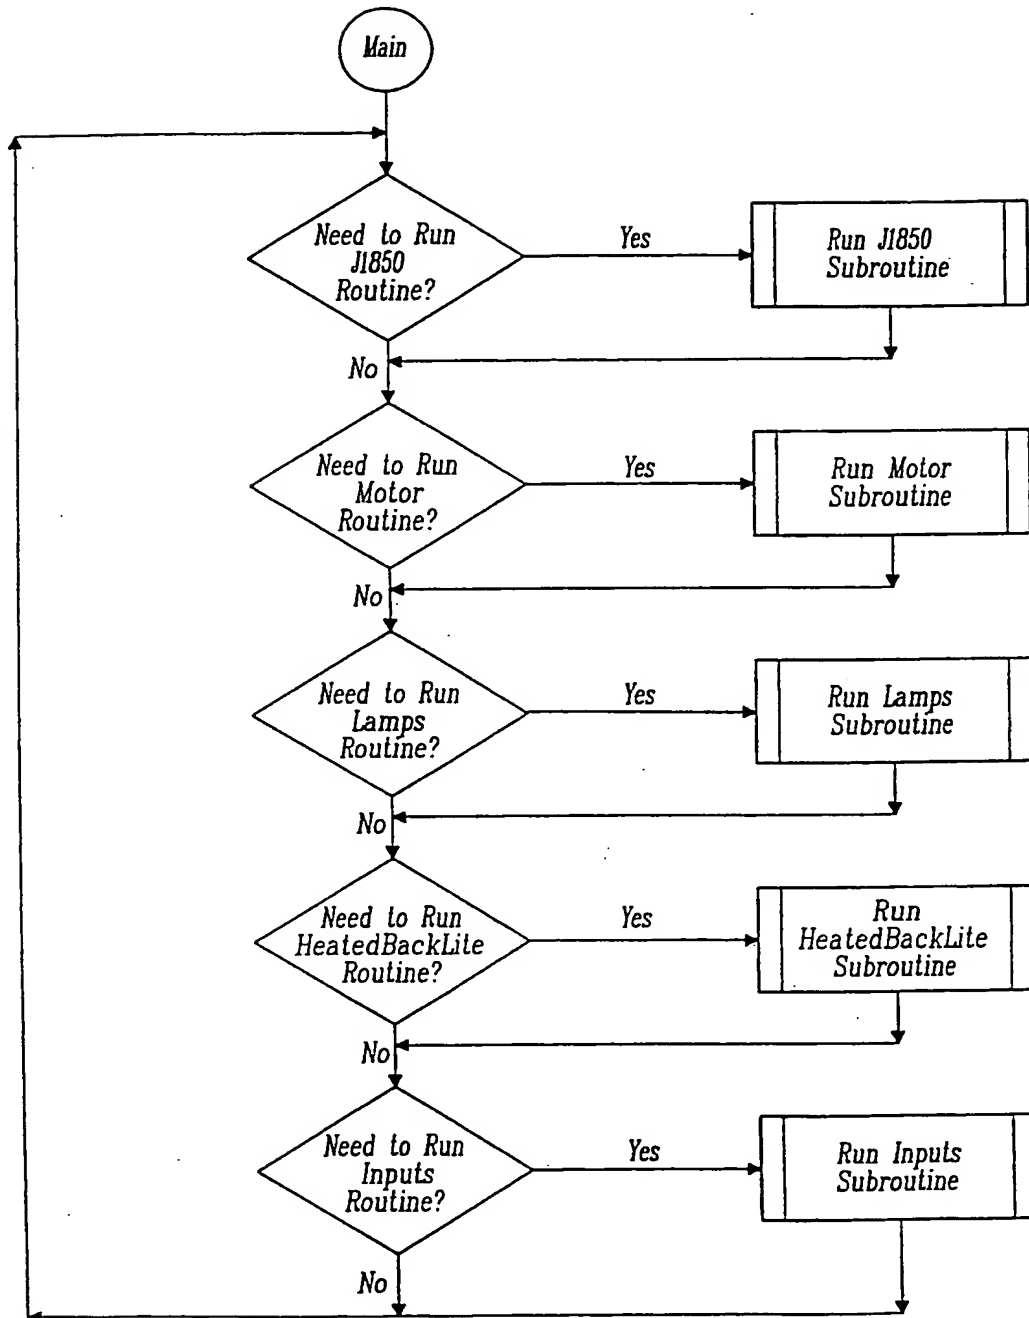 Main
Need to Run
J1850
Routine?
Yes
Run J1850
Subroutine
No
Need to Run
Motor
Routine?
Yes
Run Motor
Subroutine
No
Need to Run
Lamps
Routine?
Yes
Run Lamps
Subroutine
No
Need to Run
HeatedBackLite
Routine?
Yes
Run
HeatedBackLite
Subroutine
No
Need to Run
Inputs
Routine?
Yes
Run Inputs
Subroutine
No